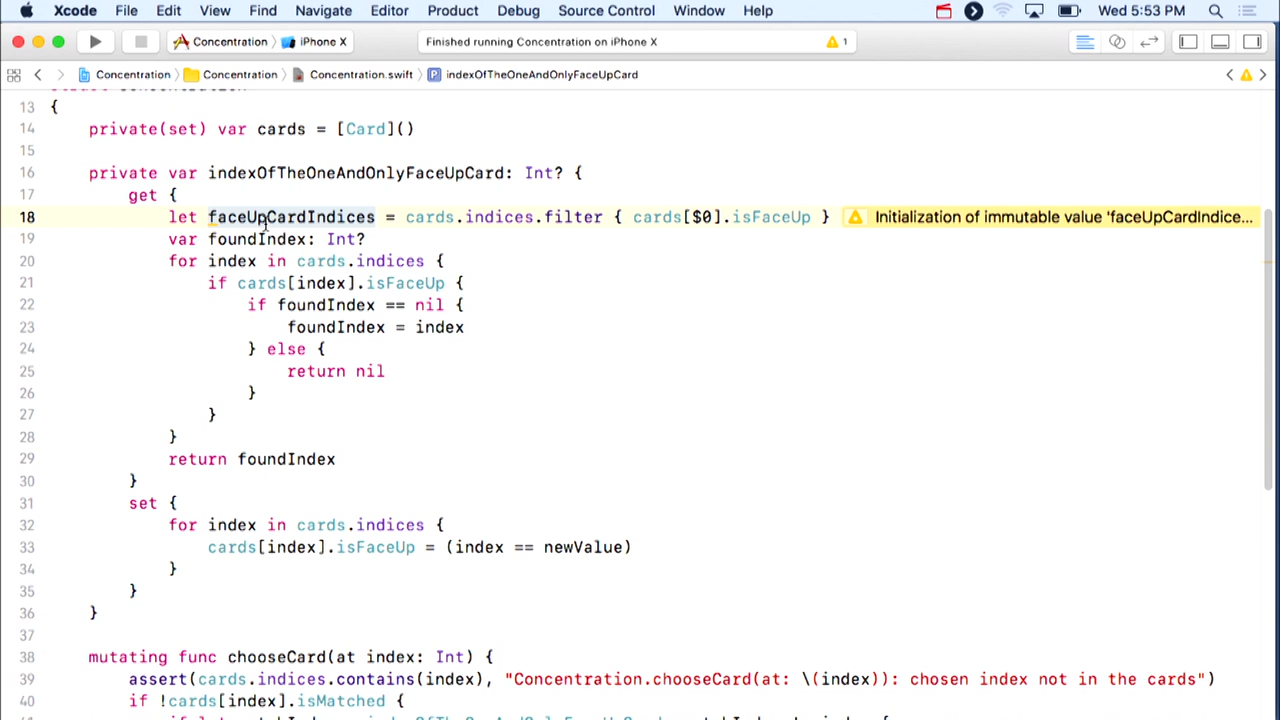 Xcode File Edit View Find Navigate Editor Product Debug Source Control Window Help Wed 5:53 PM
Concentration iPhone X Finished running Concentration on iPhone X 1
Concentration Concentration Concentration.swift P indexOfTheOneAndOnlyFaceUpCard
13 {
14 private(set) var cards = [Card]()
15
16 private var indexOfTheOneAndOnlyFaceUpCard: Int? {
17 get {
18 let faceUpCardIndices = cards.indices.filter { cards[$0].isFaceUp } Initialization of immutable value 'faceUpCardIndice...
19 var foundIndex: Int?
20 for index in cards.indices {
21 if cards[index].isFaceUp {
22 if foundIndex == nil {
23 foundIndex = index
24 } else {
25 return nil
26 }
27 }
28 }
29 return foundIndex
30 }
31 set {
32 for index in cards.indices {
33 cards[index].isFaceUp = (index == newValue)
34 }
35 }
36 }
37
38 mutating func chooseCard(at index: Int) {
39 assert(cards.indices.contains(index), "Concentration.chooseCard(at: \(index)): chosen index not in the cards")
40 if !cards[index].isMatched {